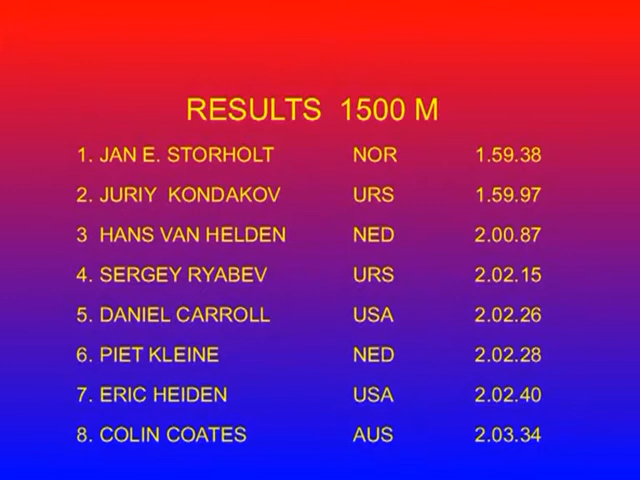 RESULTS 1500 M
1. JAN E. STORHOLT NOR 1.59.38
2. JURIY KONDAKOV URS 1.59.97
3 HANS VAN HELDEN NED 2.00.87
4. SERGEY RYABEV URS 2.02.15
5. DANIEL CARROLL USA 2.02.26
6. PIET KLEINE NED 2.02.28
7. ERIC HEIDEN USA 2.02.40
8. COLIN COATES AUS 2.03.34